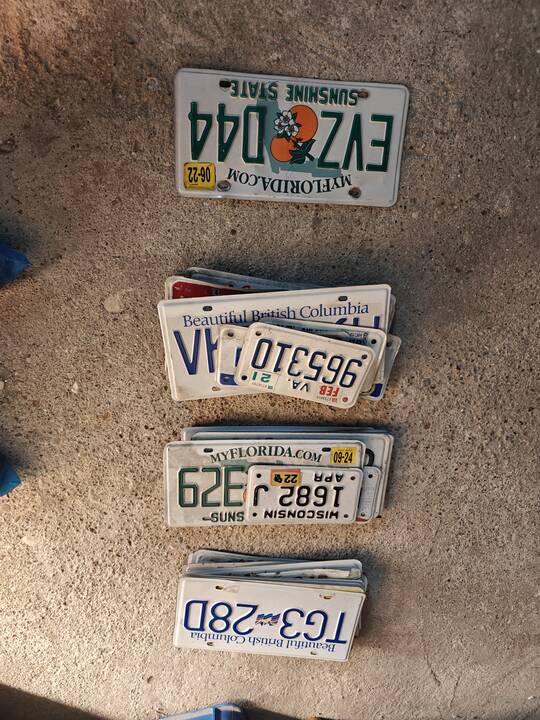 MYFLORIDA.COM
06-22
EVZ D44
SUNSHINE STATE
Beautiful British Columbia
FEB VA. 21
965310
MYFLORIDA.COM
09-24
SUNS
WISCONSIN
APR 22
1682 J
Beautiful British Columbia
TG3 28D